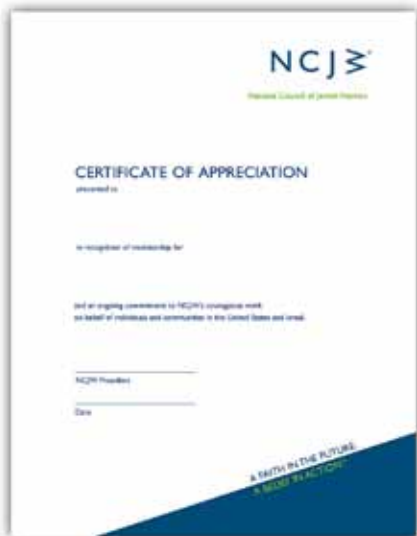 NCJW
National Council of Jewish Women
CERTIFICATE OF APPRECIATION
presented to
in recognition of membership for
and an ongoing commitment to NCJW's courageous work
on behalf of individuals and communities in the United States and Israel.
NCJW President
Date
A FAITH IN THE FUTURE.
A BELIEF IN ACTION.